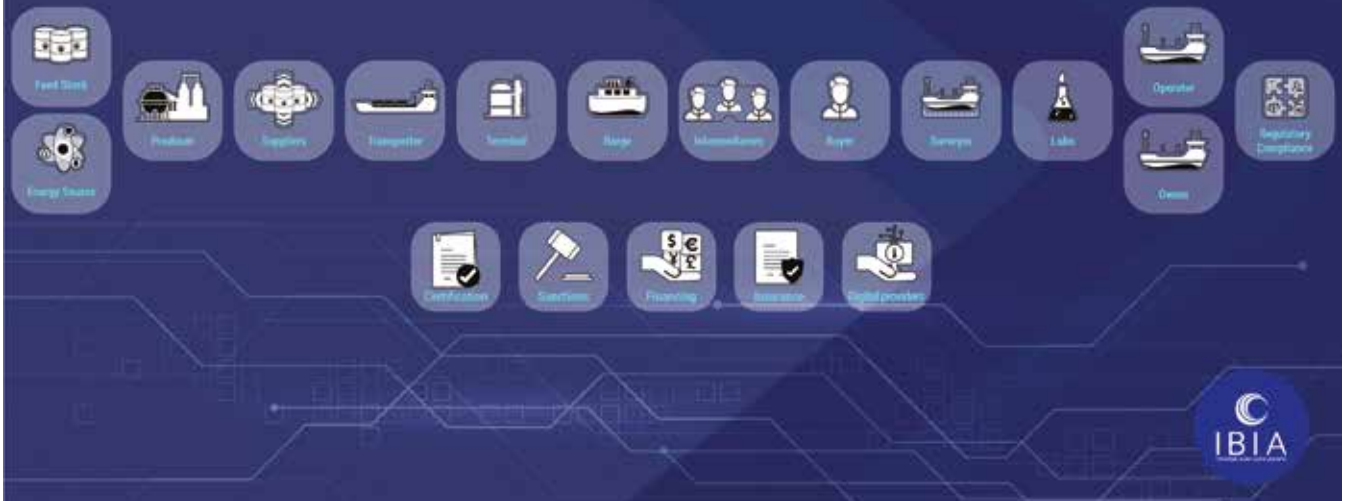 Feed Stock
Energy Source
Producer
Suppliers
Transporter
Terminal
Barge
Intermediaries
Buyer
Surveyor
Labs
Operator
Owner
Regulatory
Compliance
Certification
Sanctions
Financing
Insurance
Digital providers
IBIA